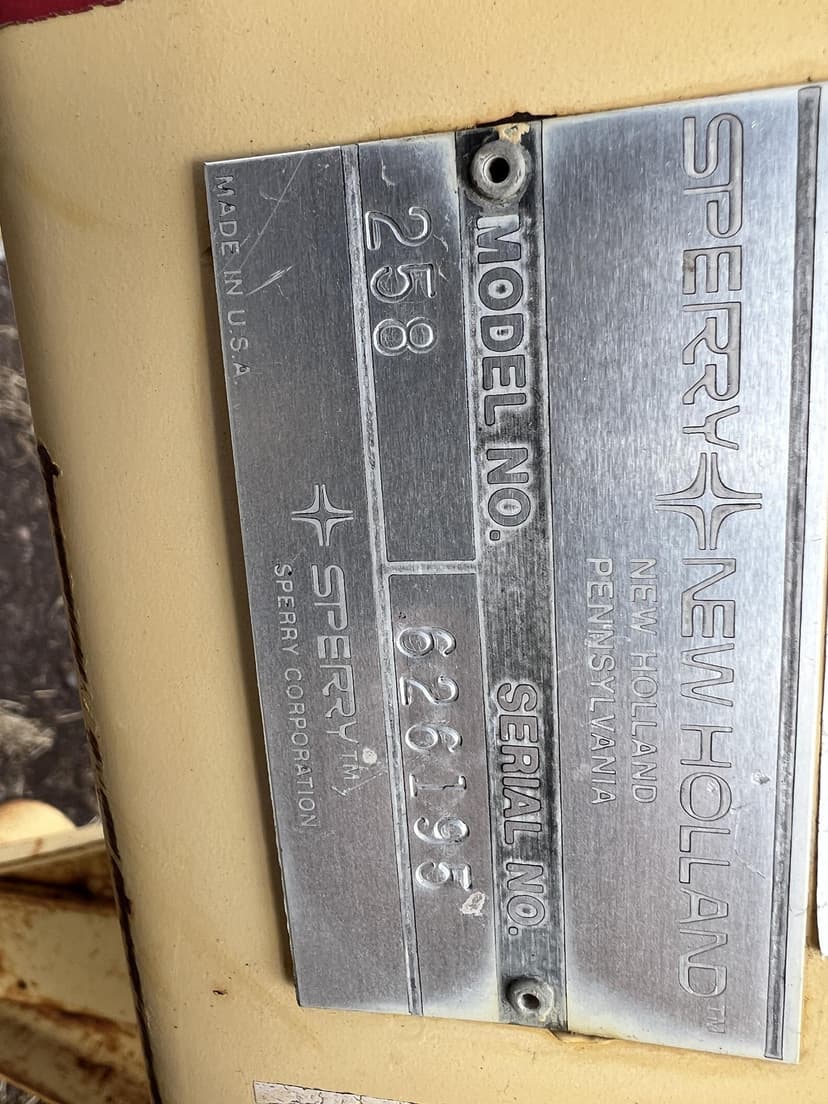 SPERRY NEW HOLLAND™
NEW HOLLAND
PENNSYLVANIA
MODEL NO. SERIAL NO.
258 626195
SPERRY™
SPERRY CORPORATION
MADE IN U.S.A.